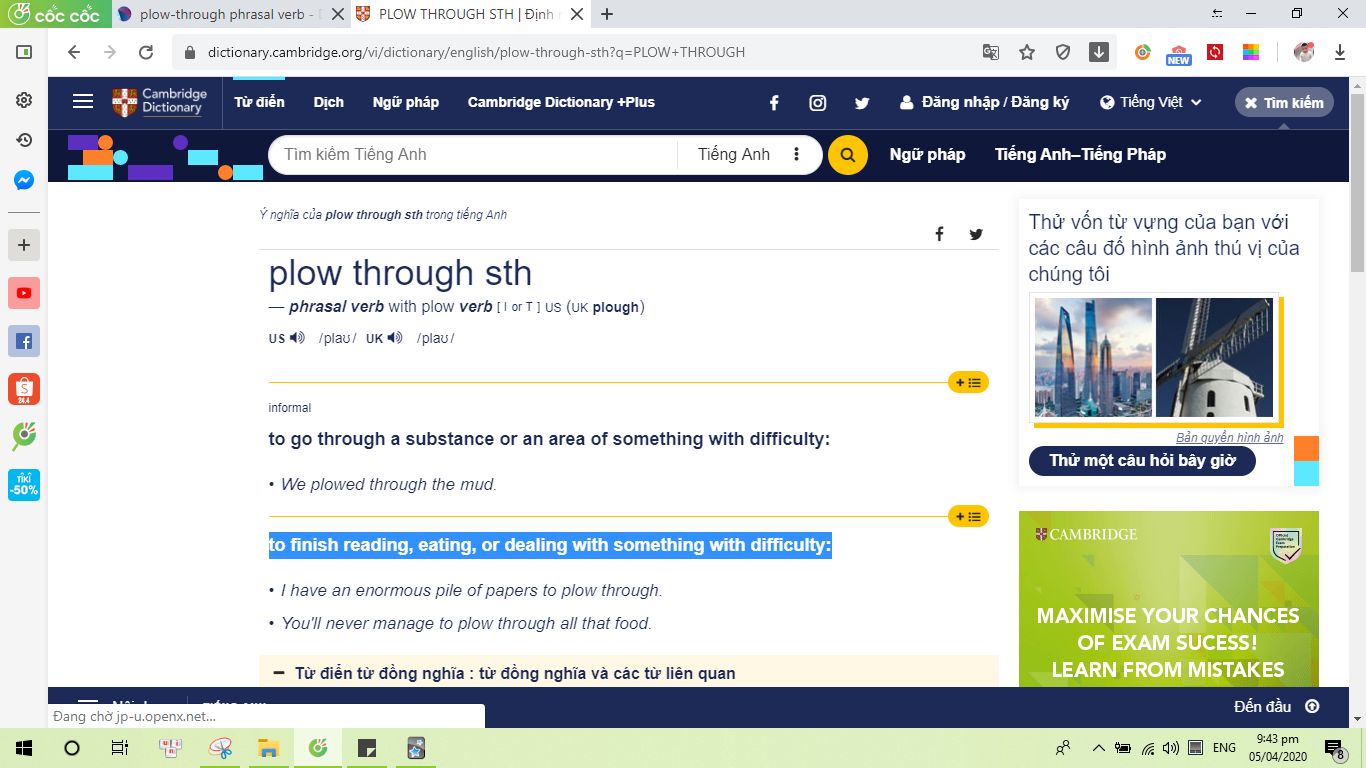 CỐC CỐC
plow-through phrasal verb - D
PLOW THROUGH STH | Định n
dictionary.cambridge.org/vi/dictionary/english/plow-through-sth?q=PLOW+THROUGH
NEW
Cambridge
Dictionary
Từ điển Dịch Ngữ pháp Cambridge Dictionary +Plus
Đăng nhập / Đăng ký
Tiếng Việt
Tìm kiếm
Tìm kiếm Tiếng Anh
Tiếng Anh
Ngữ pháp Tiếng Anh–Tiếng Pháp
Ý nghĩa của plow through sth trong tiếng Anh
plow through sth
— phrasal verb with plow verb [ I or T ] US (UK plough)
US /plaʊ/ UK /plaʊ/
informal
to go through a substance or an area of something with difficulty:
• We plowed through the mud.
to finish reading, eating, or dealing with something with difficulty:
• I have an enormous pile of papers to plow through.
• You'll never manage to plow through all that food.
Từ điển từ đồng nghĩa : từ đồng nghĩa và các từ liên quan
Thử vốn từ vựng của bạn với
các câu đố hình ảnh thú vị của
chúng tôi
Bản quyền hình ảnh
Thử một câu hỏi bây giờ
CAMBRIDGE
MAXIMISE YOUR CHANCES
OF EXAM SUCESS!
LEARN FROM MISTAKES
S
24.4
TIKI
-50%
Đến đầu
Đang chờ jp-u.openx.net...
ENG
9:43 pm
05/04/2020
8